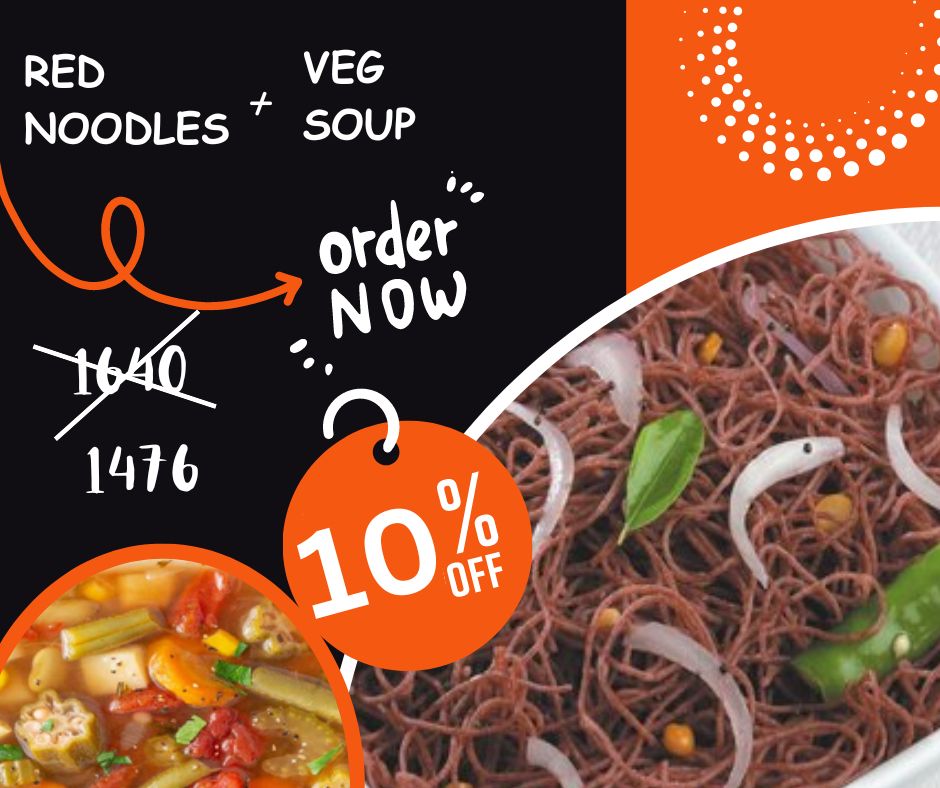 RED
NOODLES
+
VEG
SOUP
order
NOW
1640
1476
10%
OFF